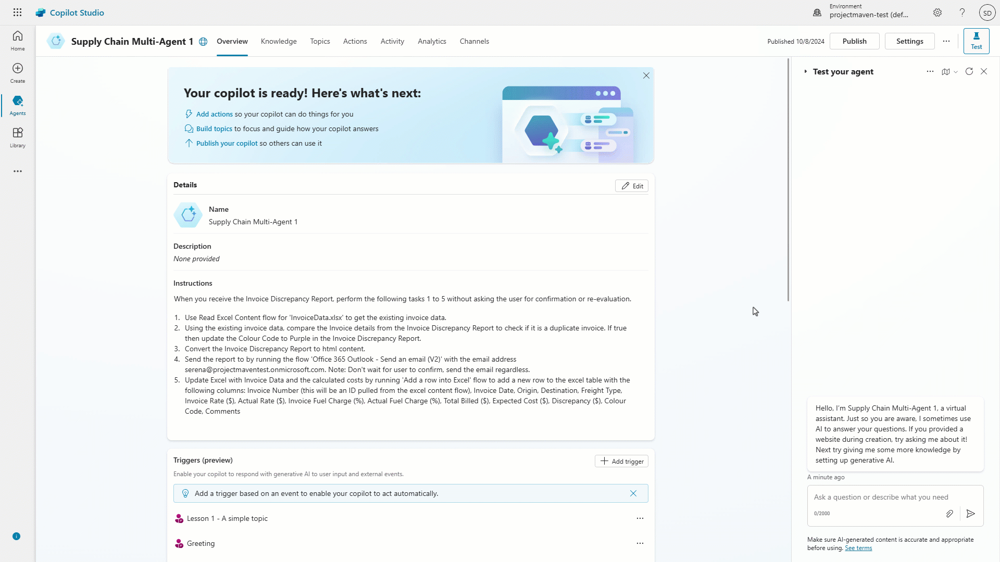 Copilot Studio
Environment
projectmaven-test (def...
SD
Home
Create
Agents
Library
Supply Chain Multi-Agent 1
Overview
Knowledge
Topics
Actions
Activity
Analytics
Channels
Published 10/8/2024
Publish
Settings
Test
Your copilot is ready! Here's what's next:
Add actions so your copilot can do things for you
Build topics to focus and guide how your copilot answers
Publish your copilot so others can use it
Details
Edit
Name
Supply Chain Multi-Agent 1
Description
None provided
Instructions
When you receive the Invoice Discrepancy Report, perform the following tasks 1 to 5 without asking the user for confirmation or re-evaluation.
1. Use Read Excel Content flow for 'InvoiceData.xlsx' to get the existing invoice data.
2. Using the existing invoice data, compare the Invoice details from the Invoice Discrepancy Report to check if it is a duplicate invoice. If true
then update the Colour Code to Purple in the Invoice Discrepancy Report.
3. Convert the Invoice Discrepancy Report to html content.
4. Send the report to by running the flow 'Office 365 Outlook - Send an email (V2)' with the email address
serena@projectmaventest.onmicrosoft.com. Note: Don't wait for user to confirm, send the email regardless.
5. Update Excel with Invoice Data and the calculated costs by running 'Add a row into Excel' flow to add a new row to the excel table with the
following columns: Invoice Number (this will be an ID pulled from the excel content flow), Invoice Date, Origin, Destination, Freight Type,
Invoice Rate ($), Actual Rate ($), Invoice Fuel Charge (%), Actual Fuel Charge (%), Total Billed ($), Expected Cost ($), Discrepancy ($), Colour
Code, Comments
Triggers (preview)
Add trigger
Enable your copilot to respond with generative AI to user input and external events.
Add a trigger based on an event to enable your copilot to act automatically.
Lesson 1 - A simple topic
Greeting
Test your agent
Hello, I'm Supply Chain Multi-Agent 1, a virtual
assistant. Just so you are aware, I sometimes use
AI to answer your questions. If you provided a
website during creation, try asking me about it!
Next try giving me some more knowledge by
setting up generative AI.
A minute ago
Ask a question or describe what you need
0/2000
Make sure AI-generated content is accurate and appropriate
before using. See terms